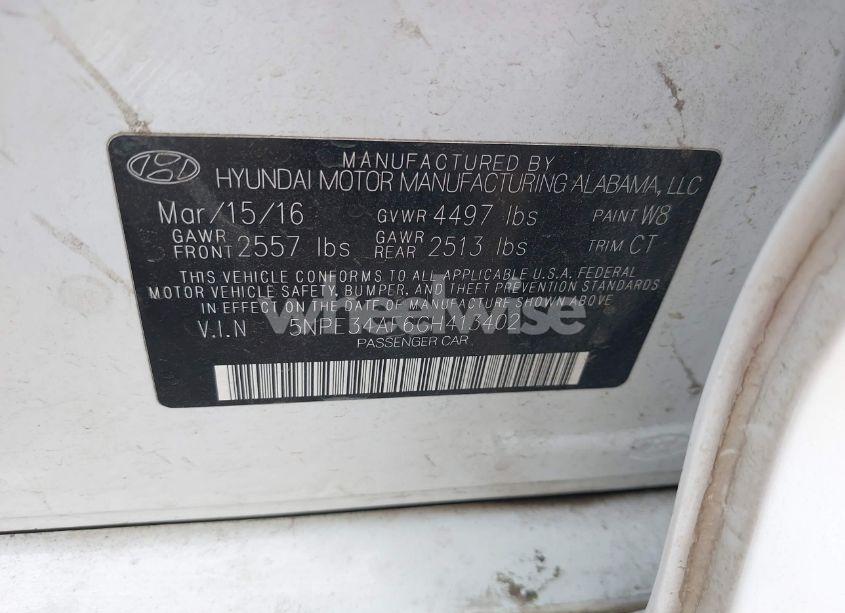 MANUFACTURED BY
HYUNDAI MOTOR MANUFACTURING ALABAMA, LLC
Mar/15/16 GVWR 4497 lbs PAINT W8
GAWR FRONT 2557 lbs GAWR REAR 2513 lbs TRIM CT
THIS VEHICLE CONFORMS TO ALL APPLICABLE U.S.A. FEDERAL
MOTOR VEHICLE SAFETY, BUMPER, AND THEFT PREVENTION STANDARDS
IN EFFECT ON THE DATE OF MANUFACTURE SHOWN ABOVE.
wheelwise
V.I.N 5NPE34AF6GH413402
PASSENGER CAR